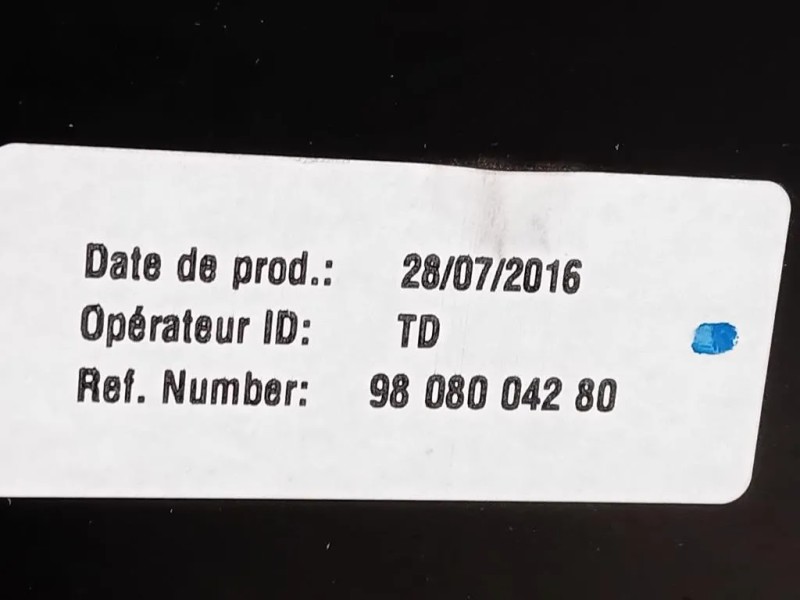 Date de prod.: 28/07/2016
Opérateur ID: TD
Ref. Number: 98 080 042 80